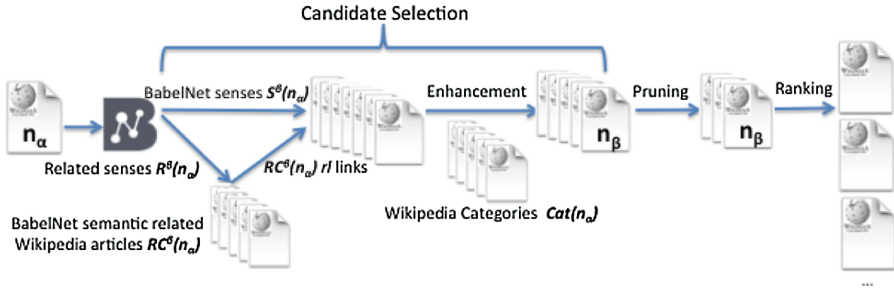 Candidate Selection
BabelNet senses Sᵝ(nα)
Enhancement
Pruning
Ranking
nα
nβ
nβ
Related senses Rᵝ(nα)
RCᵝ(nα) rl links
BabelNet semantic related
Wikipedia articles RCᵝ(nα)
Wikipedia Categories Cat(nα)
...